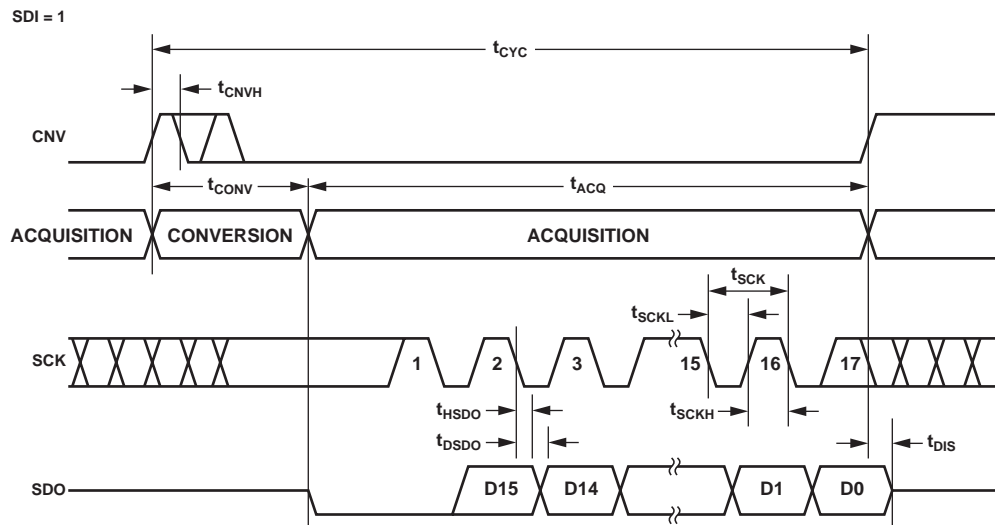 SDI = 1
tCYC
tCNVH
CNV
tCONV
tACQ
ACQUISITION
CONVERSION
ACQUISITION
tSCK
tSCKL
SCK
1
2
3
15
16
17
tHSDO
tSCKH
tDSDO
tDIS
SDO
D15
D14
D1
D0